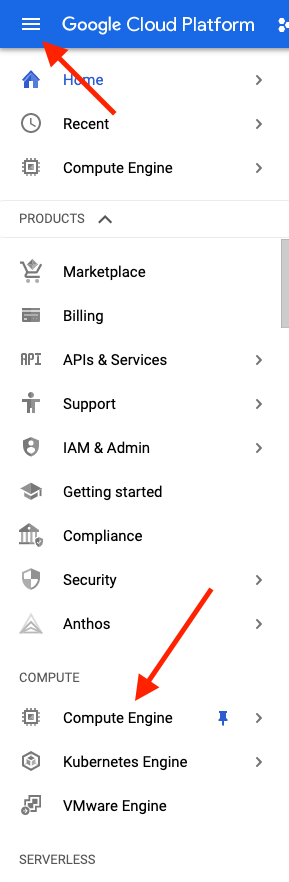 Google Cloud Platform
Home
Recent
Compute Engine
PRODUCTS
Marketplace
Billing
API APIs & Services
Support
IAM & Admin
Getting started
Compliance
Security
Anthos
COMPUTE
Compute Engine
Kubernetes Engine
VMware Engine
SERVERLESS